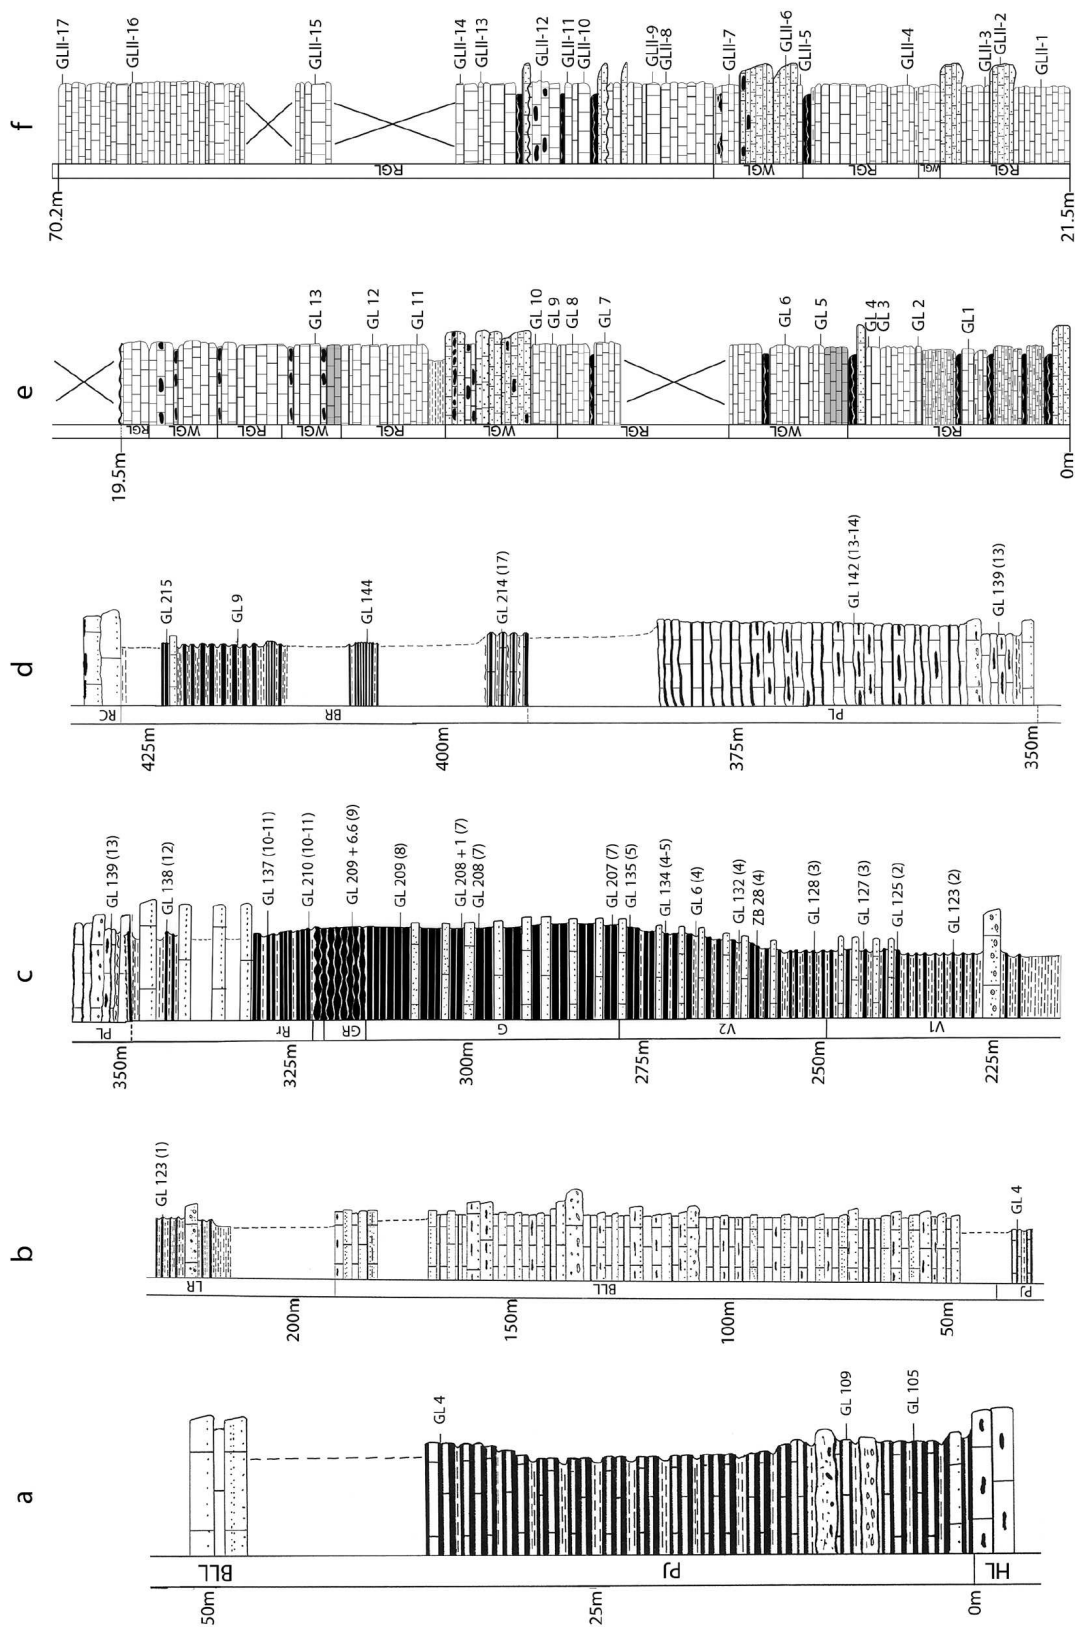 a
50m
25m
0m
BLL
PJ
HL
GL 4
GL 109
GL 105
b
200m
150m
100m
50m
LR
BLL
PJ
GL 123 (1)
GL 4
c
350m
325m
300m
275m
250m
225m
PL
Rr
GR
G
V2
V1
GL 139 (13)
GL 138 (12)
GL 137 (10-11)
GL 210 (10-11)
GL 209 + 6.6 (9)
GL 209 (8)
GL 208 + 1 (7)
GL 208 (7)
GL 207 (7)
GL 135 (5)
GL 134 (4-5)
GL 6 (4)
GL 132 (4)
ZB 28 (4)
GL 128 (3)
GL 127 (3)
GL 125 (2)
GL 123 (2)
d
425m
400m
375m
350m
RC
BR
PL
GL 215
GL 9
GL 144
GL 214 (17)
GL 142 (13-14)
GL 139 (13)
e
19.5m
0m
RGL
WGL
RGL
WGL
RGL
WGL
RGL
WGL
RGL
GL 13
GL 12
GL 11
GL 10
GL 9
GL 8
GL 7
GL 6
GL 5
GL 4
GL 3
GL 2
GL1
f
70.2m
21.5m
RGL
WGL
RGL
WGL
RGL
GLII-17
GLII-16
GLII-15
GLII-14
GLII-13
GLII-12
GLII-11
GLII-10
GLII-9
GLII-8
GLII-7
GLII-6
GLII-5
GLII-4
GLII-3
GLII-2
GLII-1